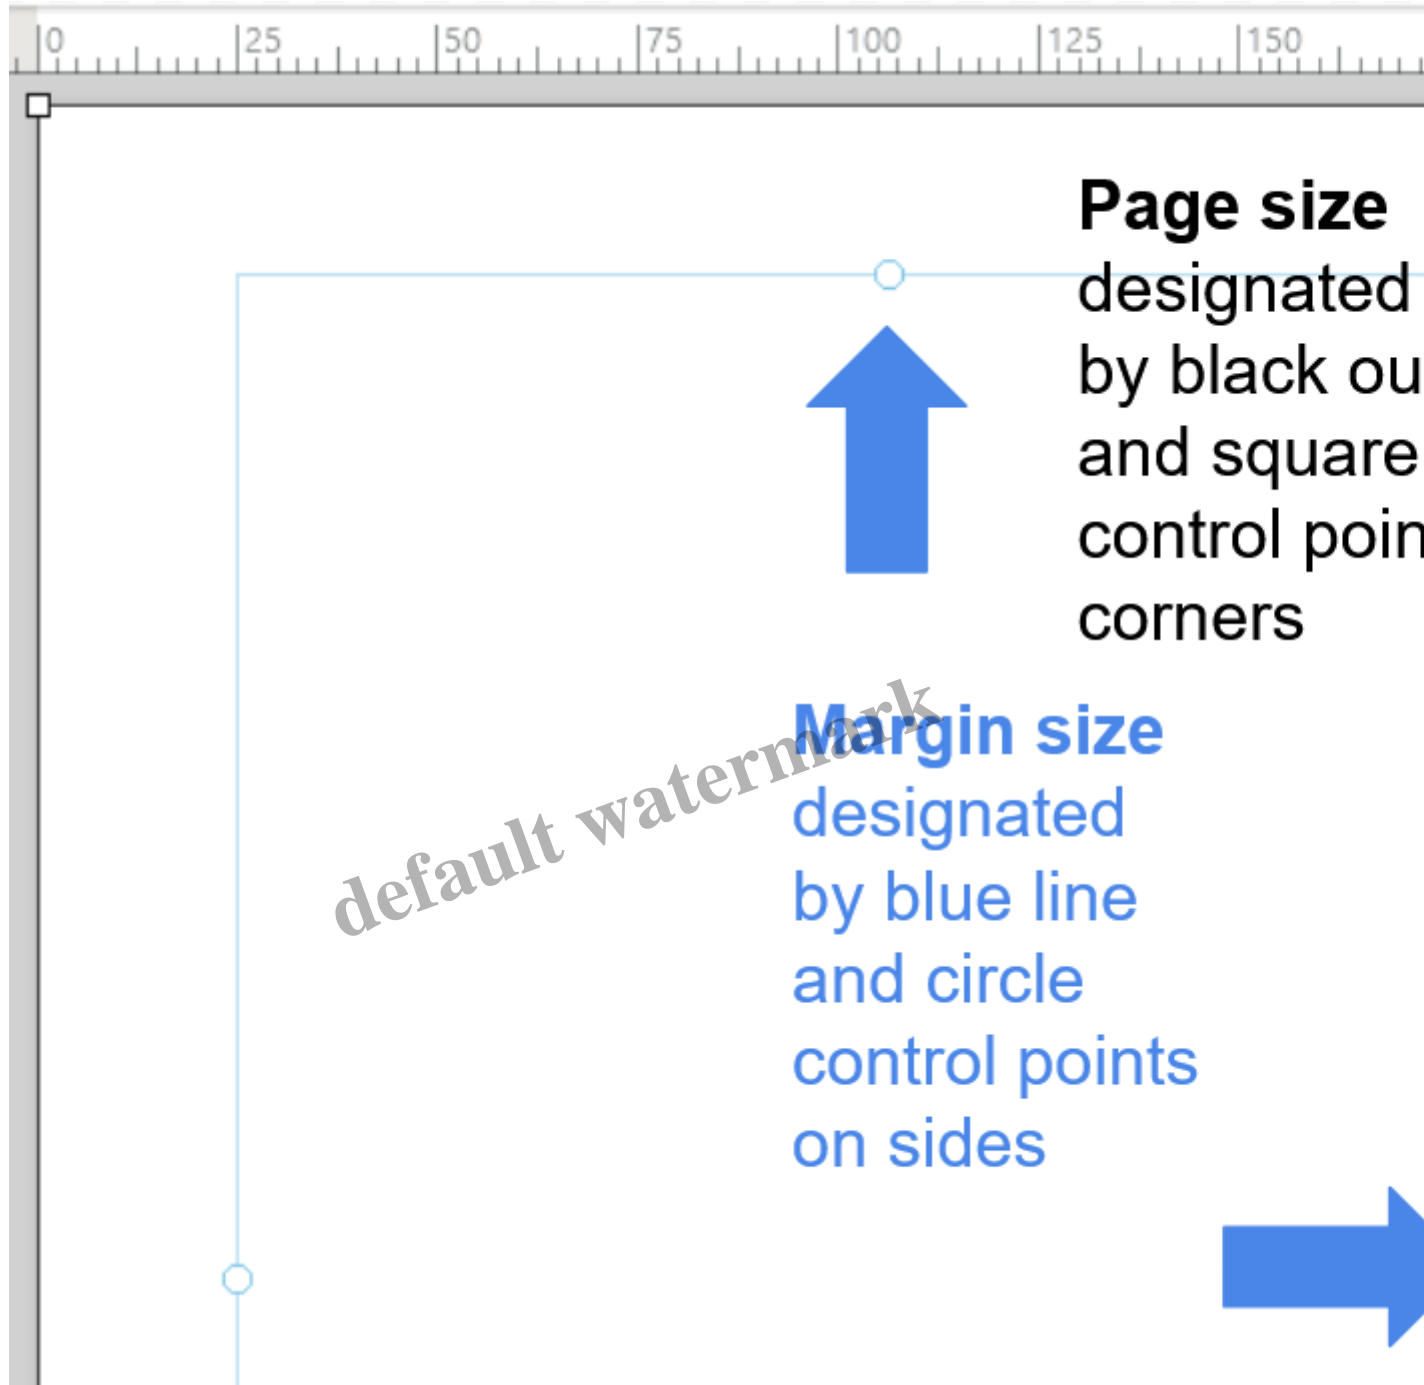 0 25 50 75 100 125 150
Page size
designated
by black ou
and square
control poin
corners
Margin size
designated
by blue line
and circle
control points
on sides
default watermark